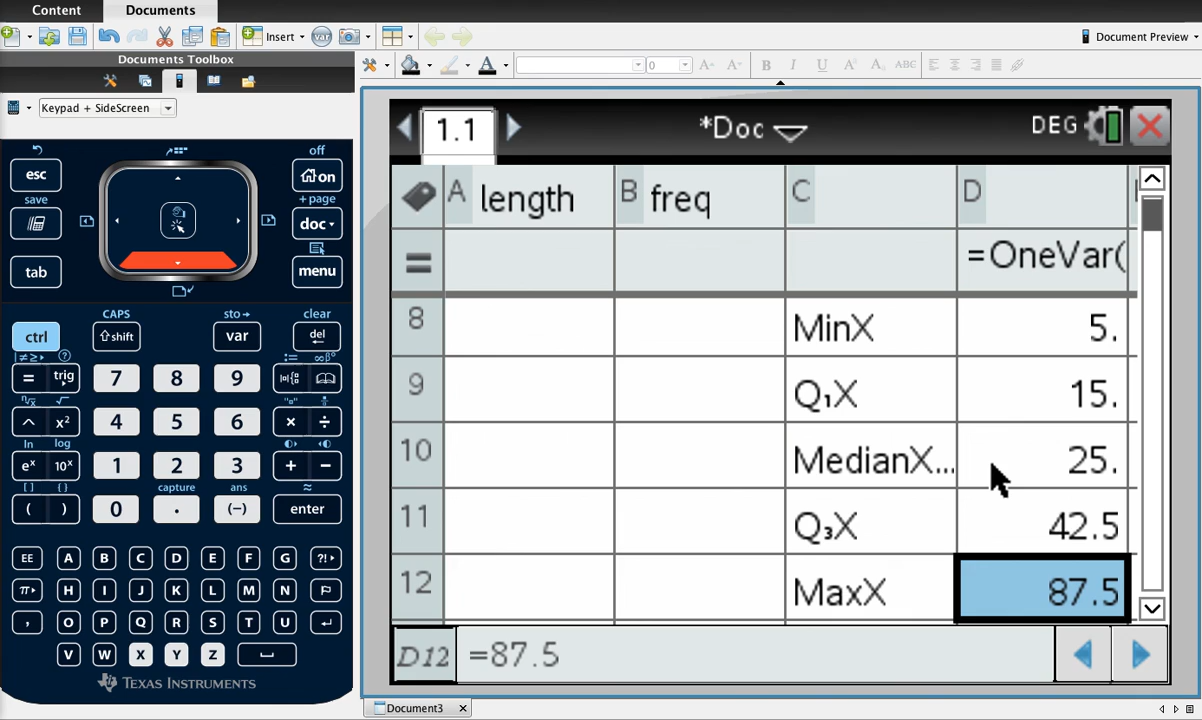 Content Documents
Insert Document Preview
Documents Toolbox
0 B I U ABC
Keypad + SideScreen
1.1 *Doc DEG
A length B freq C D
= =OneVar(
8 MinX 5.
9 Q₁X 15.
10 MedianX... 25.
11 Q₃X 42.5
12 MaxX 87.5
D12 =87.5
off
esc on
save + page
doc
tab menu
CAPS sto→ clear
ctrl shift var del
= trig 7 8 9
^ x² 4 5 6 × ÷
ln log
eˣ 10ˣ 1 2 3 + −
[ ] { } capture ans ≈
( ) 0 . (−) enter
EE A B C D E F G ?!▸
π▸ H I J K L M N
, O P Q R S T U
V W X Y Z
TEXAS INSTRUMENTS
Document3